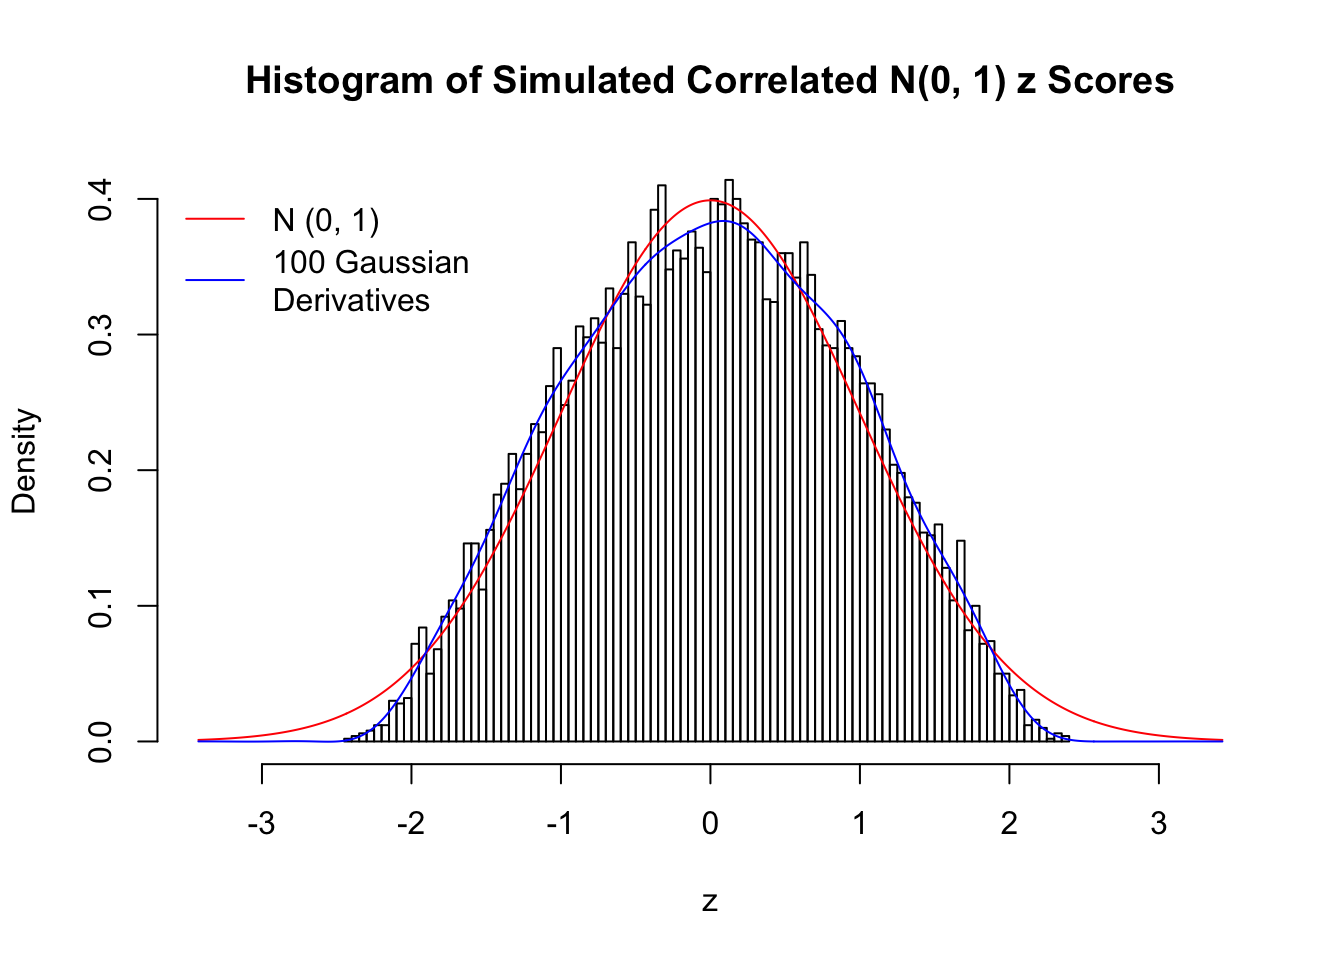 Histogram of Simulated Correlated N(0, 1) z Scores
N (0, 1)
100 Gaussian
Derivatives
Density
0.4
0.3
0.2
0.1
0.0
-3 -2 -1 0 1 2 3
z